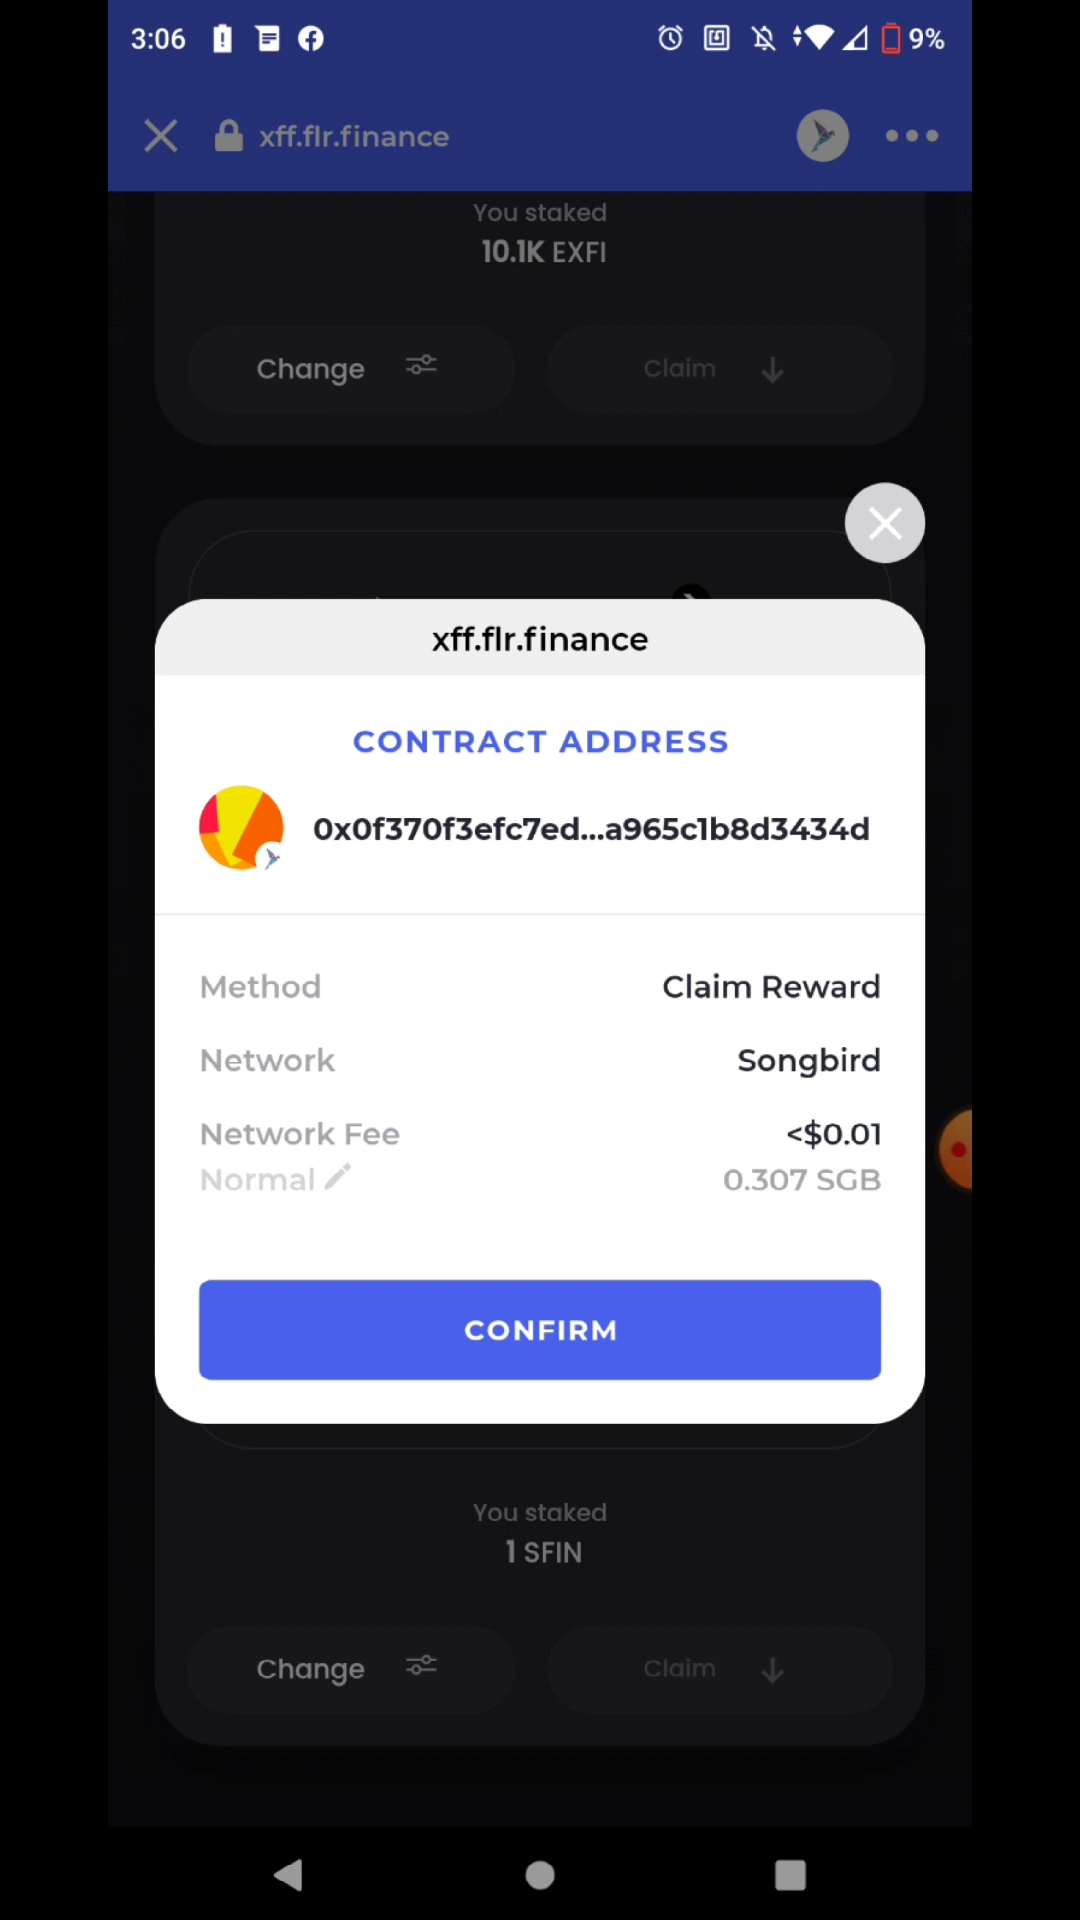 3:06
9%
xff.flr.finance
You staked
10.1K EXFI
Change
Claim
xff.flr.finance
CONTRACT ADDRESS
0x0f370f3efc7ed...a965c1b8d3434d
Method Claim Reward
Network Songbird
Network Fee <$0.01
Normal 0.307 SGB
CONFIRM
You staked
1 SFIN
Change
Claim